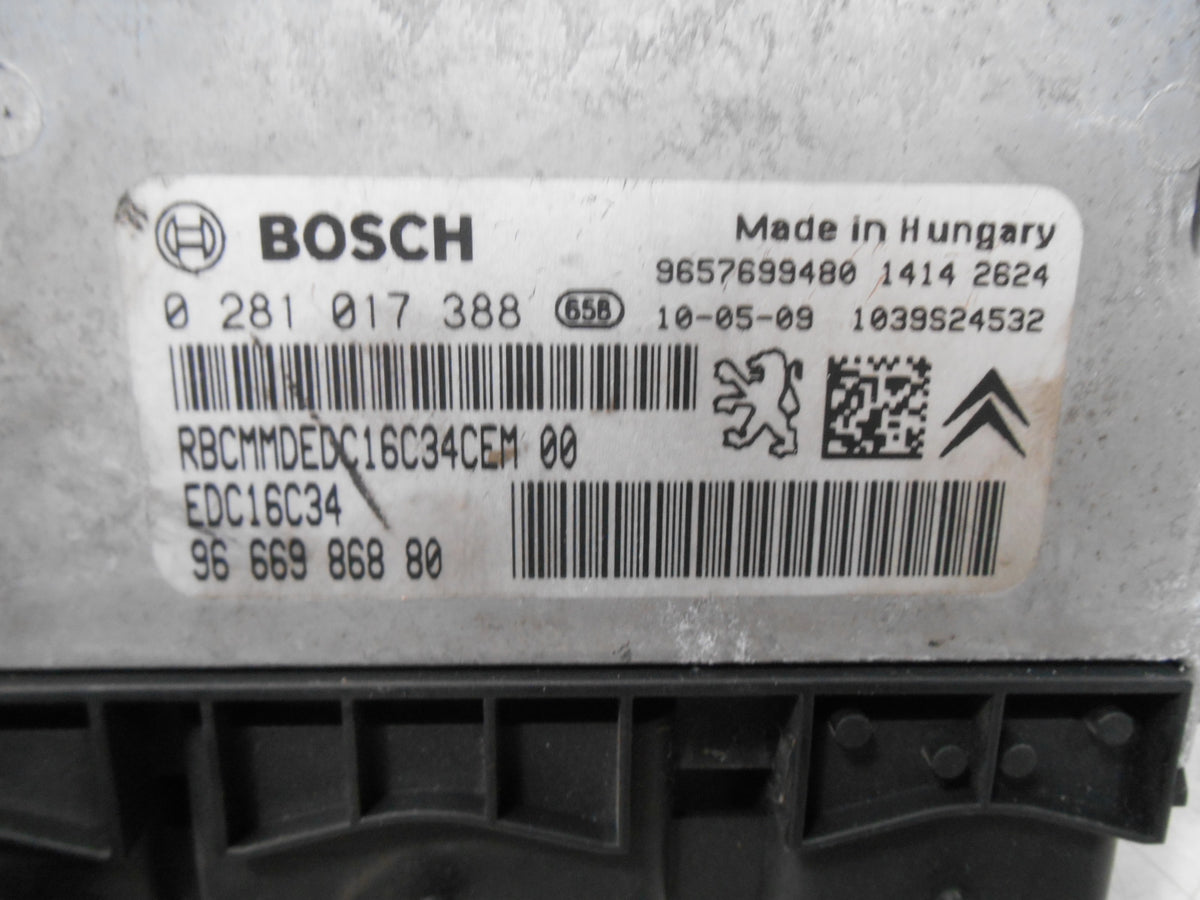 BOSCH
Made in Hungary
9657699480 1414 2624
0 281 017 388 65B
10-05-09 1039S24532
RBCMMDEDC16C34CEM 00
EDC16C34
96 669 868 80